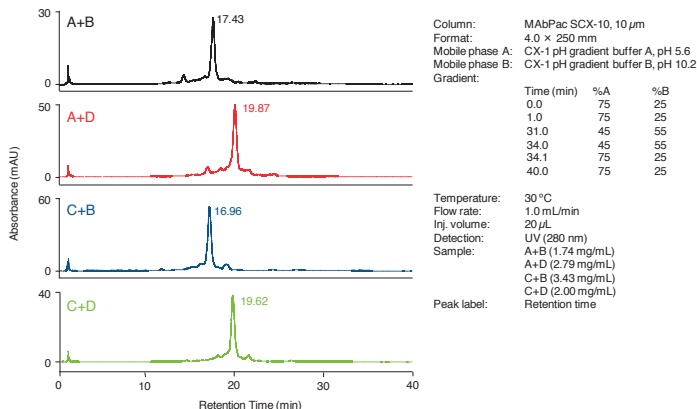 30
A+B
17.43
0
50
A+D
19.87
0
60
C+B
16.96
0
40
C+D
19.62
0
0 10 20 30 40
Retention Time (min)
Absorbance (mAU)
Column: MAbPac SCX-10, 10 µm
Format: 4.0 × 250 mm
Mobile phase A: CX-1 pH gradient buffer A, pH 5.6
Mobile phase B: CX-1 pH gradient buffer B, pH 10.2
Gradient:
Time (min) %A %B
0.0 75 25
1.0 75 25
31.0 45 55
34.0 45 55
34.1 75 25
40.0 75 25
Temperature: 30 °C
Flow rate: 1.0 mL/min
Inj. volume: 20 µL
Detection: UV (280 nm)
Sample: A+B (1.74 mg/mL)
A+D (2.79 mg/mL)
C+B (3.43 mg/mL)
C+D (2.00 mg/mL)
Peak label: Retention time